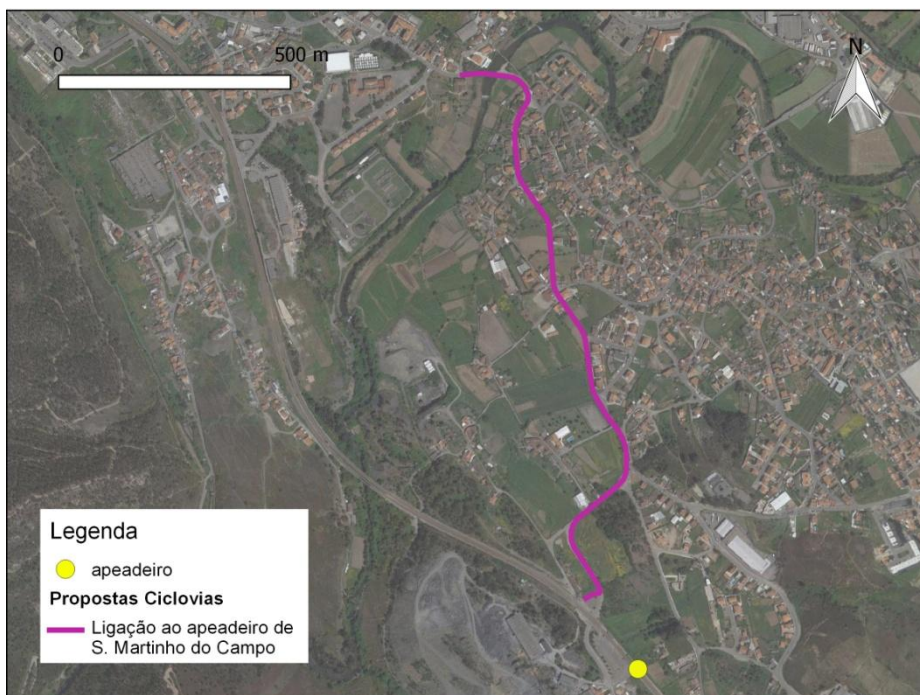 0 500 m
N
Legenda
apeadeiro
Propostas Ciclovias
Ligação ao apeadeiro de
S. Martinho do Campo